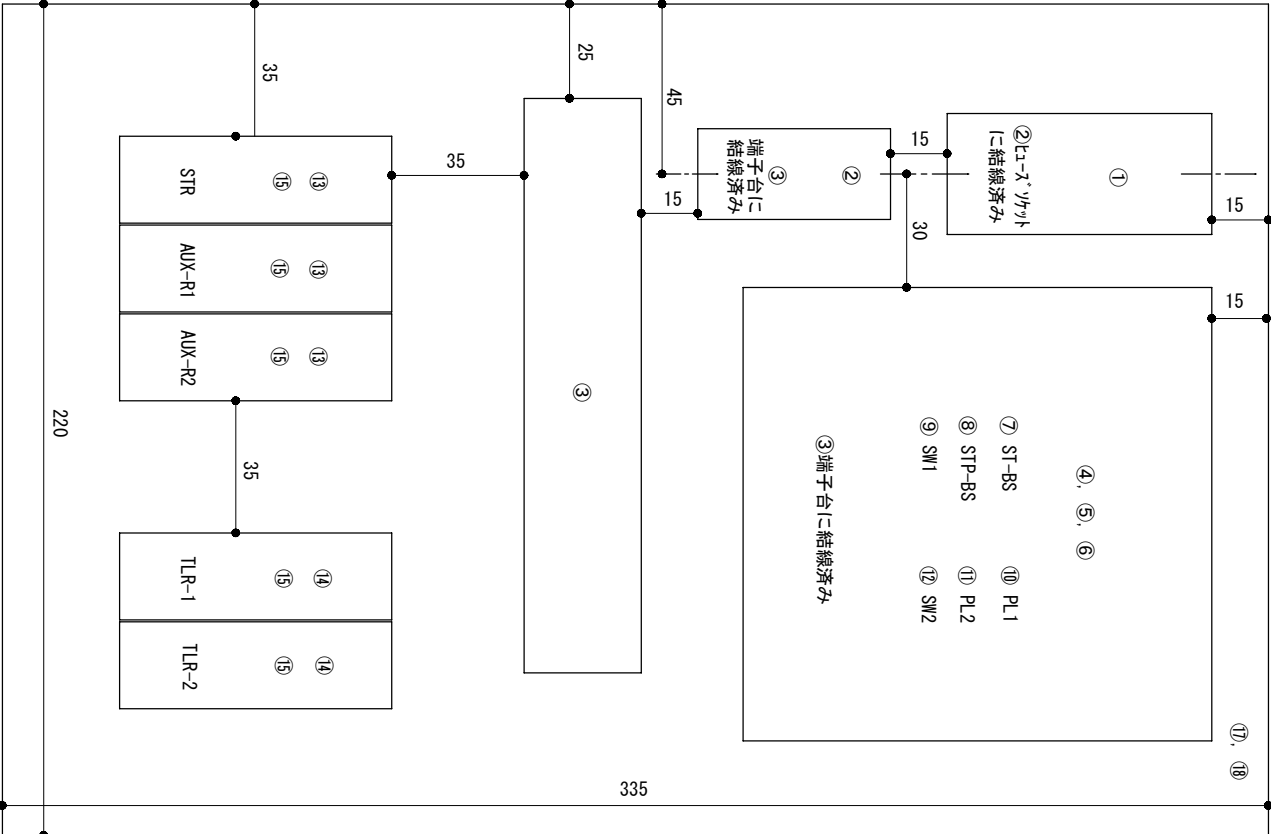 35
25
45
15
② ﾋｭｰｽﾞｿｹｯﾄ
に結線済み
①
15
②
③
端子台に
結線済み
15
35
30
15
STR
⑮
⑬
AUX-R1
⑮
⑬
AUX-R2
⑮
⑬
③
⑦ ST-BS
⑧ STP-BS
⑨ SW1
④, ⑤, ⑥
⑩ PL1
⑪ PL2
⑫ SW2
③端子台に結線済み
220
35
TLR-1
⑮
⑭
TLR-2
⑮
⑭
⑰, ⑱
335